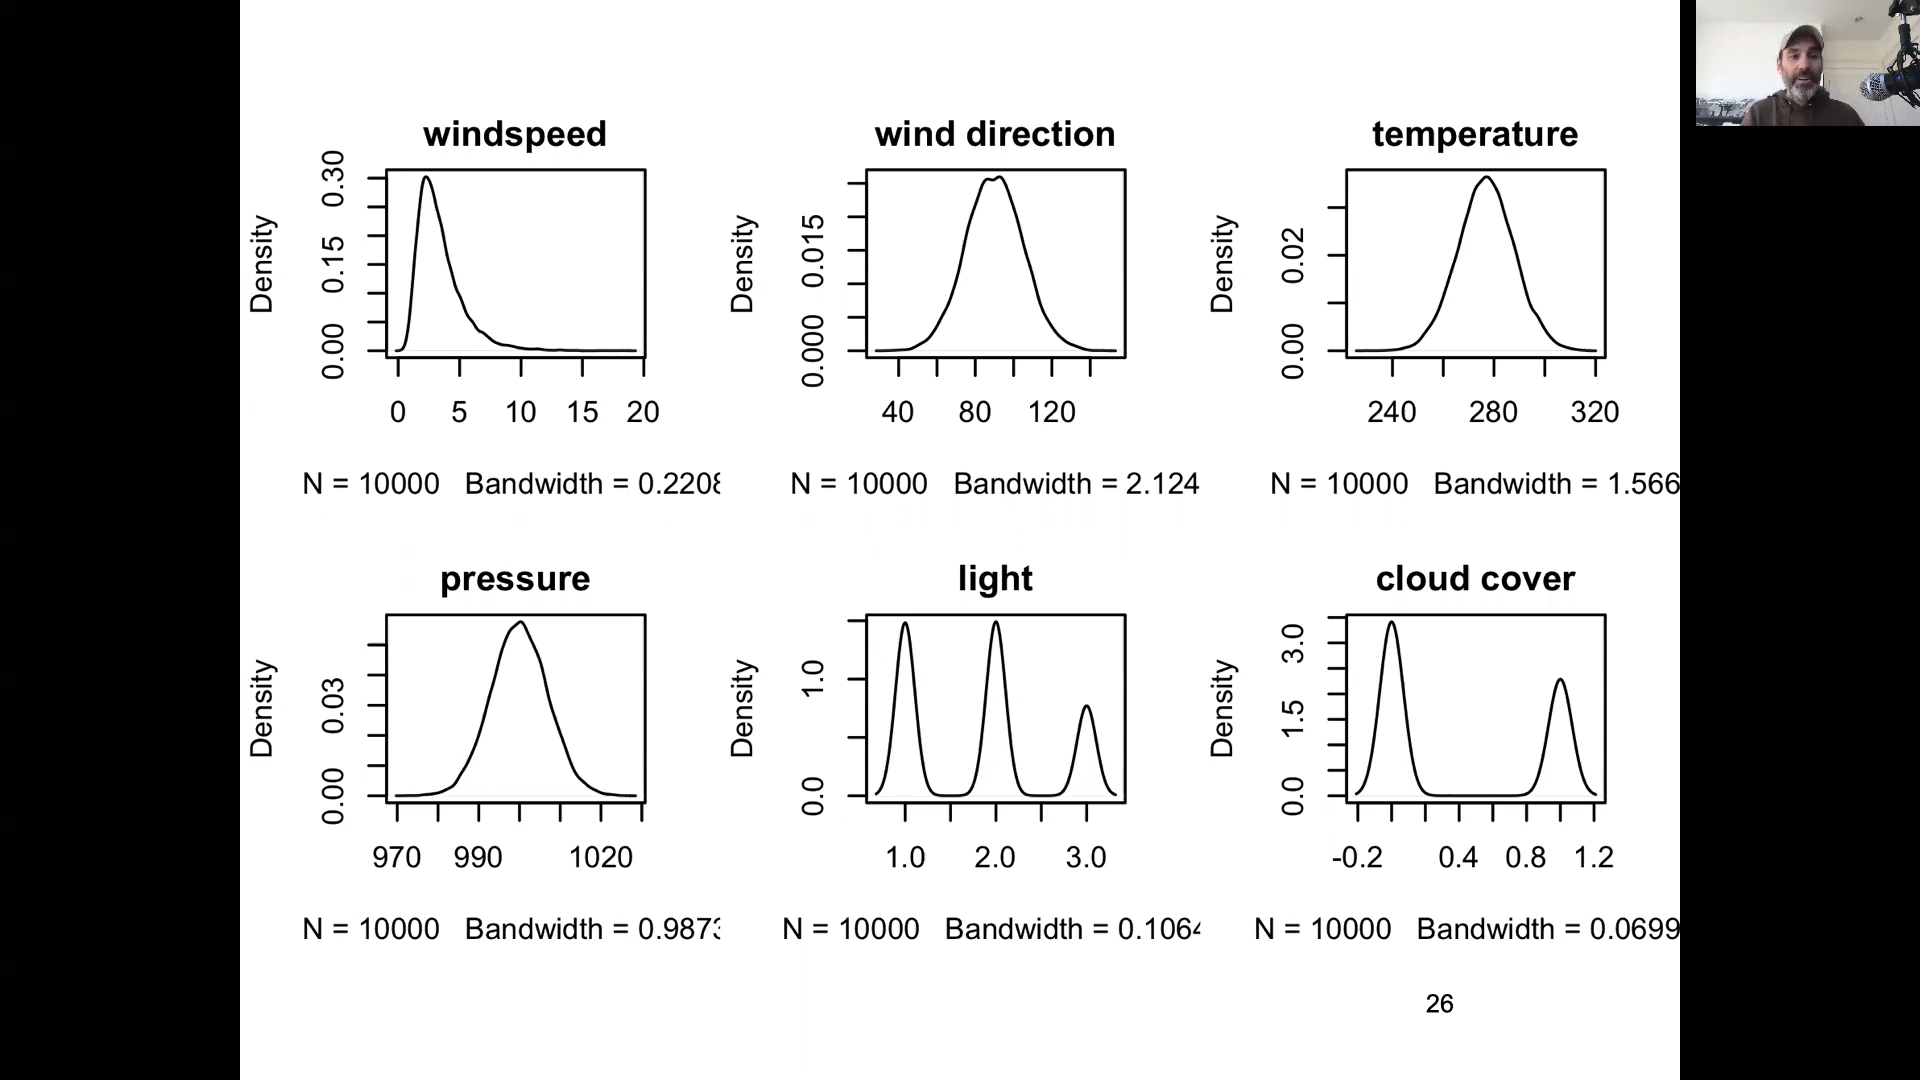 windspeed
Density
0.00 0.15 0.30
0 5 10 15 20
N = 10000 Bandwidth = 0.2208
wind direction
Density
0.000 0.015
40 80 120
N = 10000 Bandwidth = 2.124
temperature
Density
0.00 0.02
240 280 320
N = 10000 Bandwidth = 1.566
pressure
Density
0.00 0.03
970 990 1020
N = 10000 Bandwidth = 0.9873
light
Density
0.0 1.0
1.0 2.0 3.0
N = 10000 Bandwidth = 0.1064
cloud cover
Density
0.0 1.5 3.0
-0.2 0.4 0.8 1.2
N = 10000 Bandwidth = 0.0699
26